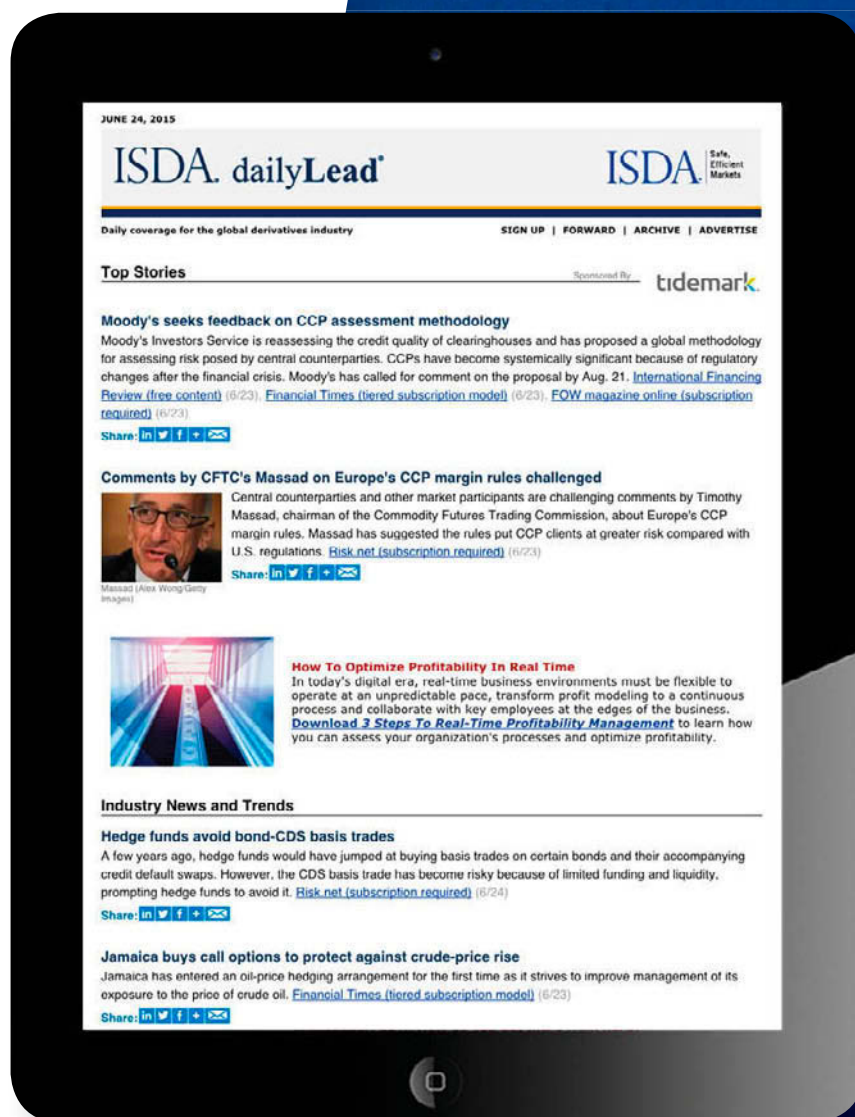 JUNE 24, 2015
ISDA. dailyLead®
ISDA. Safe,
Efficient
Markets
Daily coverage for the global derivatives industry
SIGN UP | FORWARD | ARCHIVE | ADVERTISE
Top Stories
Sponsored By
tidemark
Moody's seeks feedback on CCP assessment methodology
Moody's Investors Service is reassessing the credit quality of clearinghouses and has proposed a global methodology
for assessing risk posed by central counterparties. CCPs have become systemically significant because of regulatory
changes after the financial crisis. Moody's has called for comment on the proposal by Aug. 21. International Financing
Review (free content) (6/23), Financial Times (tiered subscription model) (6/23), FOW magazine online (subscription
required) (6/23)
Share: in f +
Comments by CFTC's Massad on Europe's CCP margin rules challenged
Central counterparties and other market participants are challenging comments by Timothy
Massad, chairman of the Commodity Futures Trading Commission, about Europe's CCP
margin rules. Massad has suggested the rules put CCP clients at greater risk compared with
U.S. regulations. Risk.net (subscription required) (6/23)
Share: in f +
Massad (Alex Wong/Getty
Images)
How To Optimize Profitability In Real Time
In today's digital era, real-time business environments must be flexible to
operate at an unpredictable pace, transform profit modeling to a continuous
process and collaborate with key employees at the edges of the business.
Download 3 Steps To Real-Time Profitability Management to learn how
you can assess your organization's processes and optimize profitability.
Industry News and Trends
Hedge funds avoid bond-CDS basis trades
A few years ago, hedge funds would have jumped at buying basis trades on certain bonds and their accompanying
credit default swaps. However, the CDS basis trade has become risky because of limited funding and liquidity,
prompting hedge funds to avoid it. Risk.net (subscription required) (6/24)
Share: in f +
Jamaica buys call options to protect against crude-price rise
Jamaica has entered an oil-price hedging arrangement for the first time as it strives to improve management of its
exposure to the price of crude oil. Financial Times (tiered subscription model) (6/23)
Share: in f +